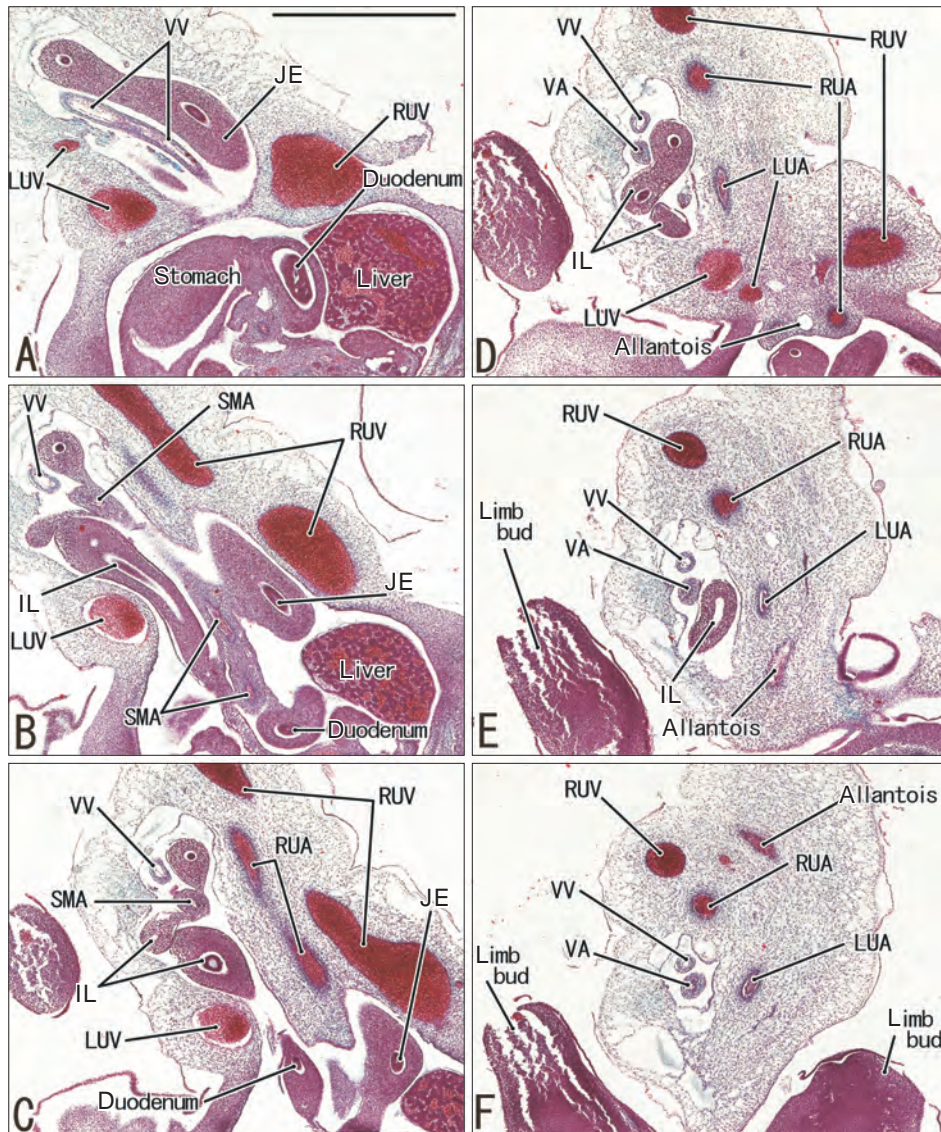 VV
JE
RUV
LUV
Duodenum
Stomach
Liver
A
SMA
VV
RUV
IL
JE
LUV
Liver
SMA
Duodenum
B
VV
RUV
RUA
SMA
JE
IL
LUV
Duodenum
C
VV
RUV
VA
RUA
LUA
IL
LUV
Allantois
D
RUV
RUA
Limb
bud
VV
VA
LUA
IL
Allantois
E
RUV
Allantois
RUA
VV
VA
LUA
Limb
bud
Limb
bud
F